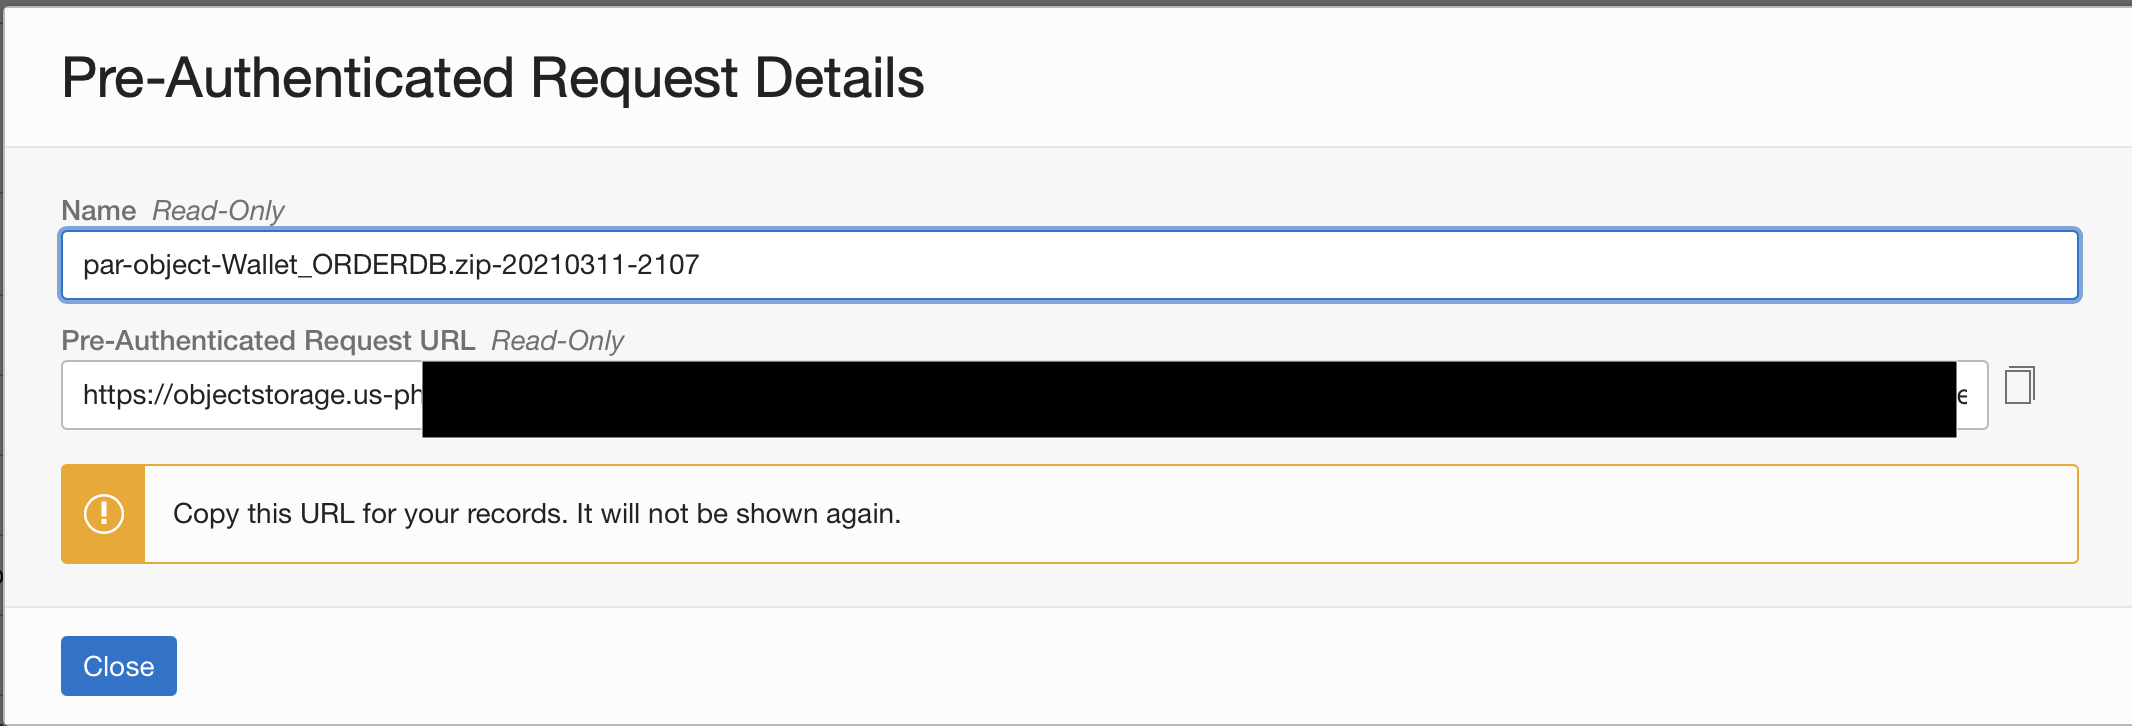 Pre-Authenticated Request Details
Name Read-Only
par-object-Wallet_ORDERDB.zip-20210311-2107
Pre-Authenticated Request URL Read-Only
https://objectstorage.us-ph
Copy this URL for your records. It will not be shown again.
Close